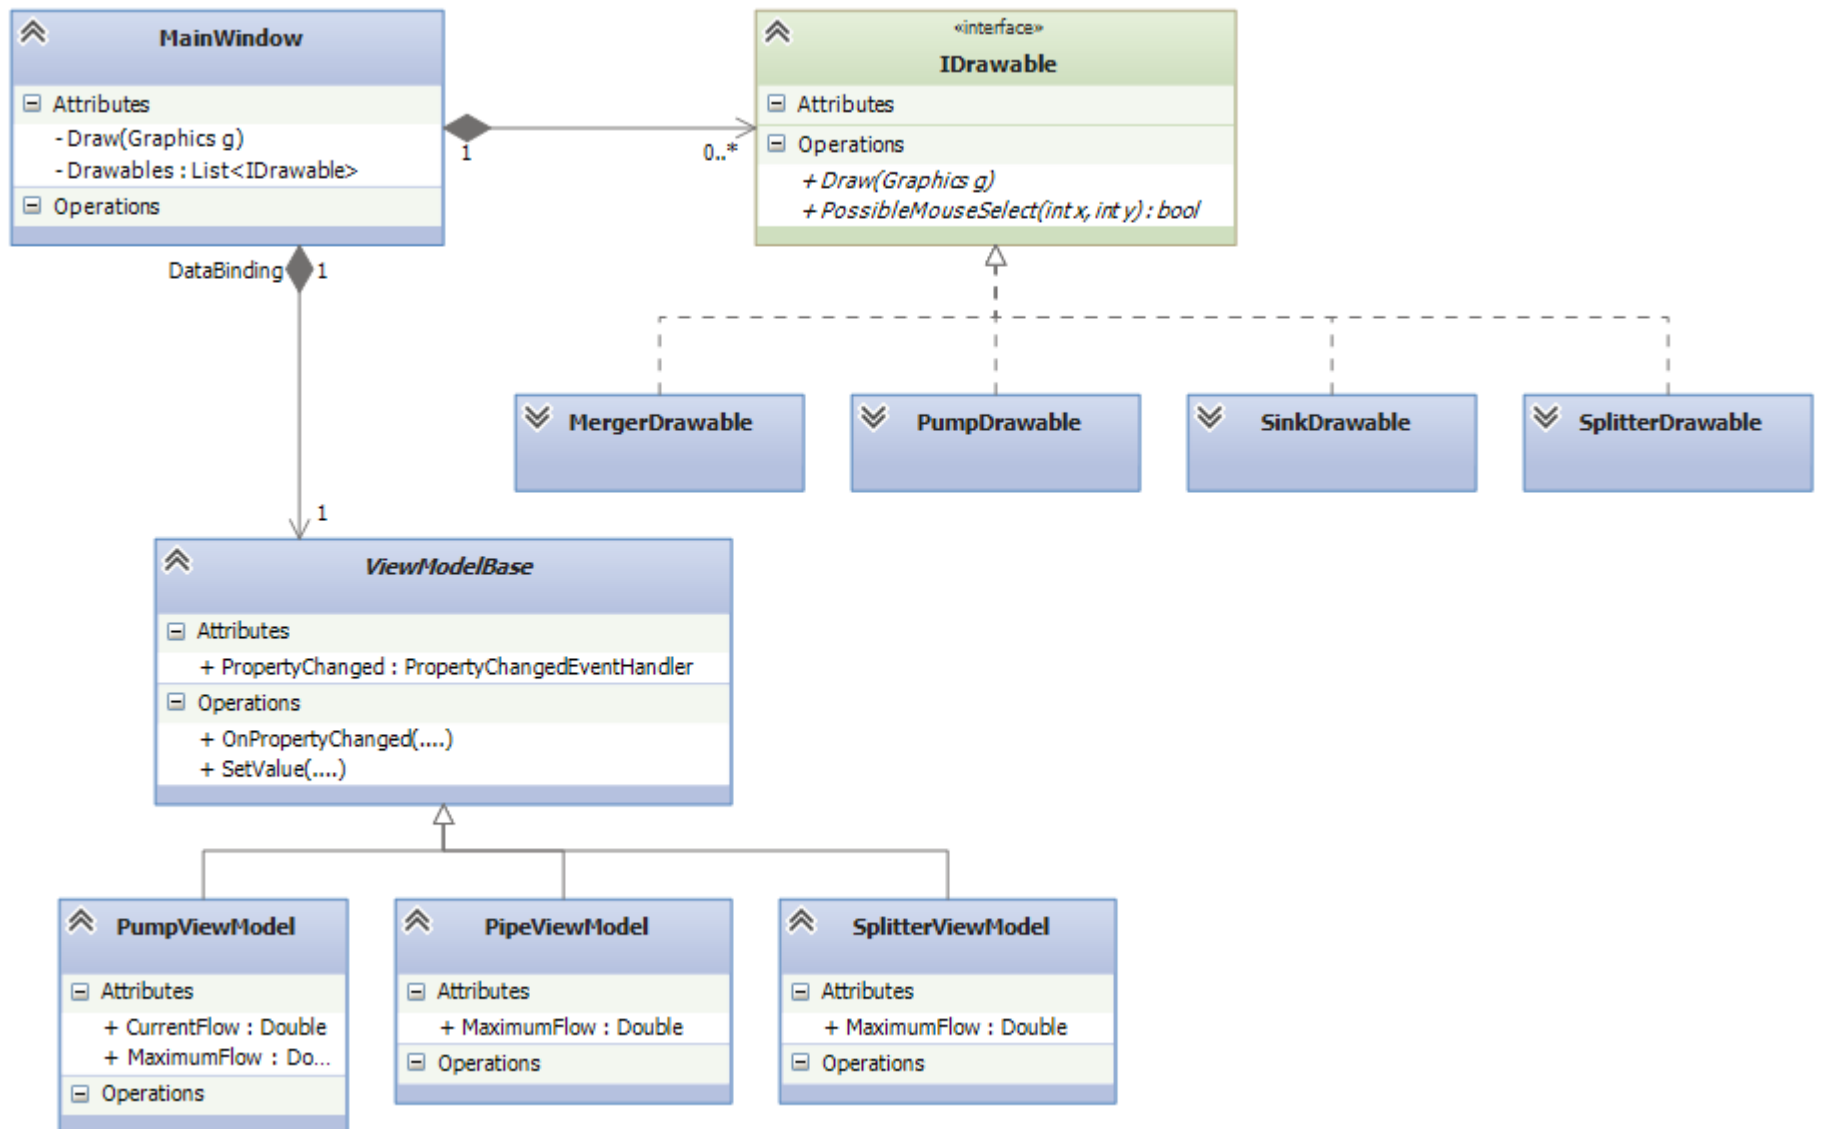 MainWindow
Attributes
- Draw(Graphics g)
- Drawables : List<IDrawable>
Operations
«interface»
IDrawable
Attributes
Operations
+ Draw(Graphics g)
+ PossibleMouseSelect(int x, int y) : bool
1
0..*
DataBinding
1
1
MergerDrawable
PumpDrawable
SinkDrawable
SplitterDrawable
ViewModelBase
Attributes
+ PropertyChanged : PropertyChangedEventHandler
Operations
+ OnPropertyChanged(....)
+ SetValue(....)
PumpViewModel
Attributes
+ CurrentFlow : Double
+ MaximumFlow : Do...
Operations
PipeViewModel
Attributes
+ MaximumFlow : Double
Operations
SplitterViewModel
Attributes
+ MaximumFlow : Double
Operations